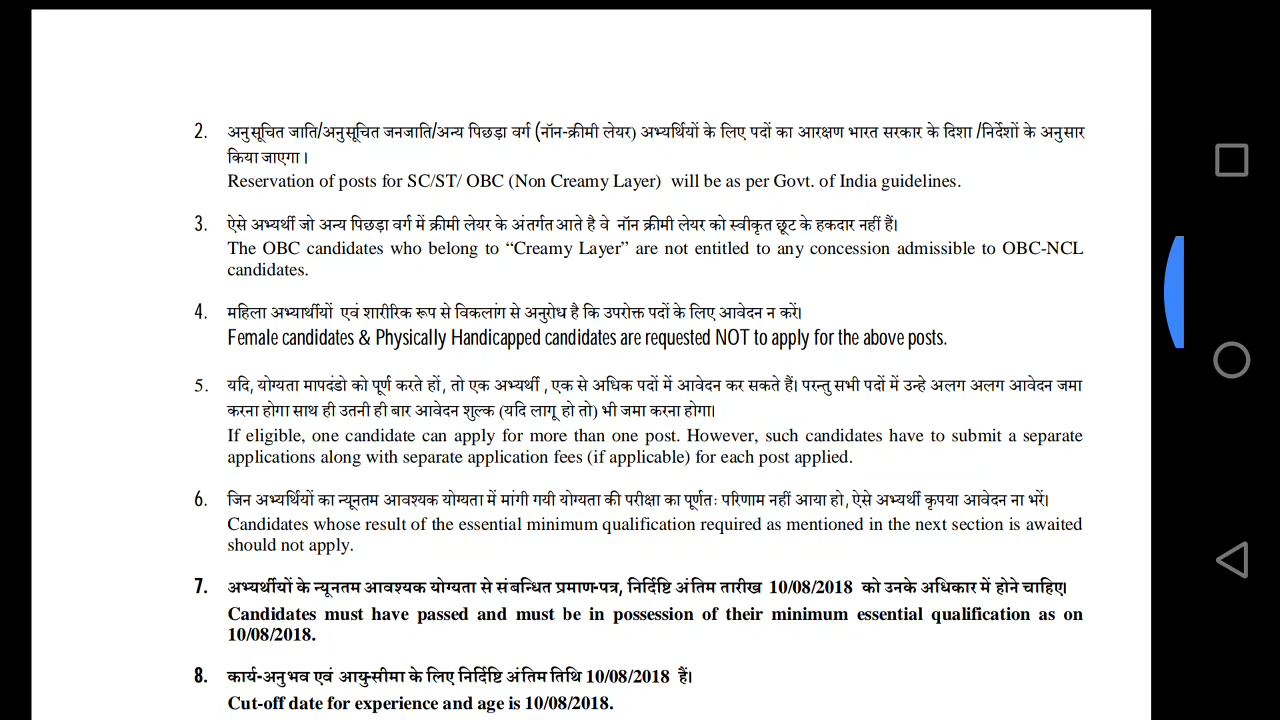 2. अनुसूचित जाति/अनुसूचित जनजाति/अन्य पिछड़ा वर्ग (नॉन-क्रीमी लेयर) अभ्यर्थियों के लिए पदों का आरक्षण भारत सरकार के दिशा /निर्देशों के अनुसार
किया जाएगा ।
Reservation of posts for SC/ST/ OBC (Non Creamy Layer) will be as per Govt. of India guidelines.
3. ऐसे अभ्यर्थी जो अन्य पिछड़ा वर्ग में क्रीमी लेयर के अंतर्गत आते है वे नॉन क्रीमी लेयर को स्वीकृत छूट के हकदार नहीं हैं।
The OBC candidates who belong to “Creamy Layer” are not entitled to any concession admissible to OBC-NCL
candidates.
4. महिला अभ्यार्थीयों एवं शारीरिक रूप से विकलांग से अनुरोध है कि उपरोक्त पदों के लिए आवेदन न करें।
Female candidates & Physically Handicapped candidates are requested NOT to apply for the above posts.
5. यदि, योग्यता मापदंडो को पूर्ण करते हों, तो एक अभ्यर्थी , एक से अधिक पदों में आवेदन कर सकते हैं। परन्तु सभी पदों में उन्हे अलग अलग आवेदन जमा
करना होगा साथ ही उतनी ही बार आवेदन शुल्क (यदि लागू हो तो) भी जमा करना होगा।
If eligible, one candidate can apply for more than one post. However, such candidates have to submit a separate
applications along with separate application fees (if applicable) for each post applied.
6. जिन अभ्यर्थियों का न्यूनतम आवश्यक योग्यता में मांगी गयी योग्यता की परीक्षा का पूर्णतः परिणाम नहीं आया हो, ऐसे अभ्यर्थी कृपया आवेदन ना भरें।
Candidates whose result of the essential minimum qualification required as mentioned in the next section is awaited
should not apply.
7. अभ्यर्थीयों के न्यूनतम आवश्यक योग्यता से संबन्धित प्रमाण-पत्र, निर्दिष्टि अंतिम तारीख 10/08/2018 को उनके अधिकार में होने चाहिए।
Candidates must have passed and must be in possession of their minimum essential qualification as on
10/08/2018.
8. कार्य-अनुभव एवं आयु-सीमा के लिए निर्दिष्टि अंतिम तिथि 10/08/2018 हैं।
Cut-off date for experience and age is 10/08/2018.